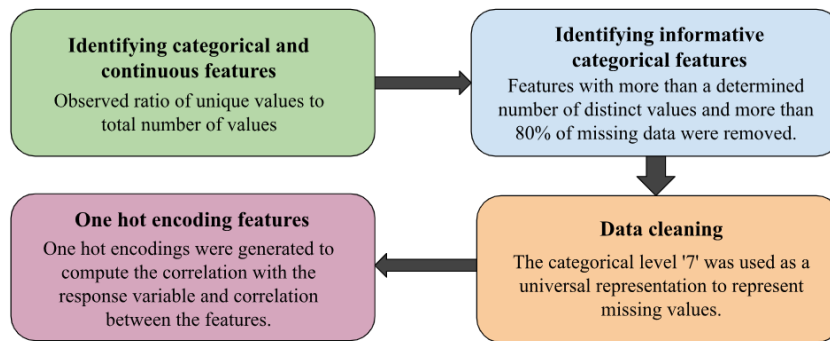 Identifying categorical and
continuous features
Observed ratio of unique values to
total number of values
Identifying informative
categorical features
Features with more than a determined
number of distinct values and more than
80% of missing data were removed.
Data cleaning
The categorical level '7' was used as a
universal representation to represent
missing values.
One hot encoding features
One hot encodings were generated to
compute the correlation with the
response variable and correlation
between the features.